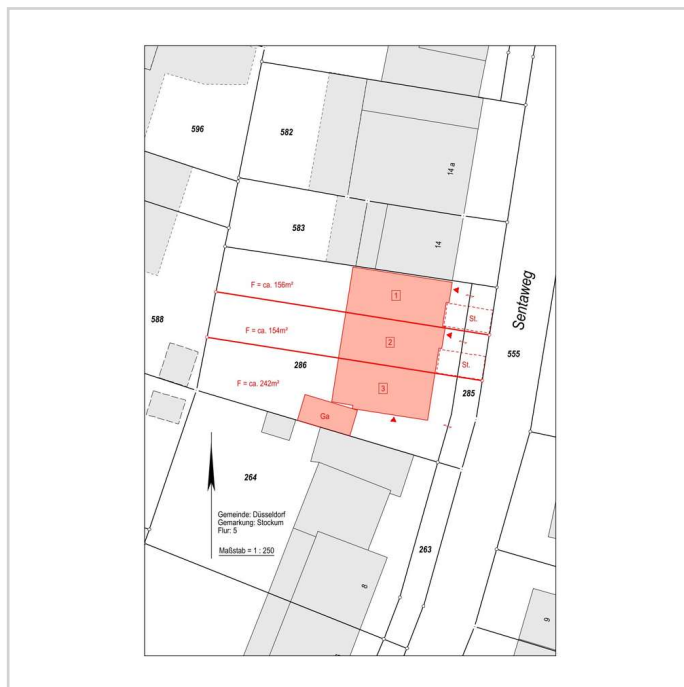 596
582
14 a
583
14
Sentaweg
F = ca. 156m²
1
St.
588
2
555
F = ca. 154m²
286
St.
F = ca. 242m²
3
285
Ga
264
Gemeinde: Düsseldorf
Gemarkung: Stockum
Flur: 5
Maßstab = 1 : 250
263
8
9